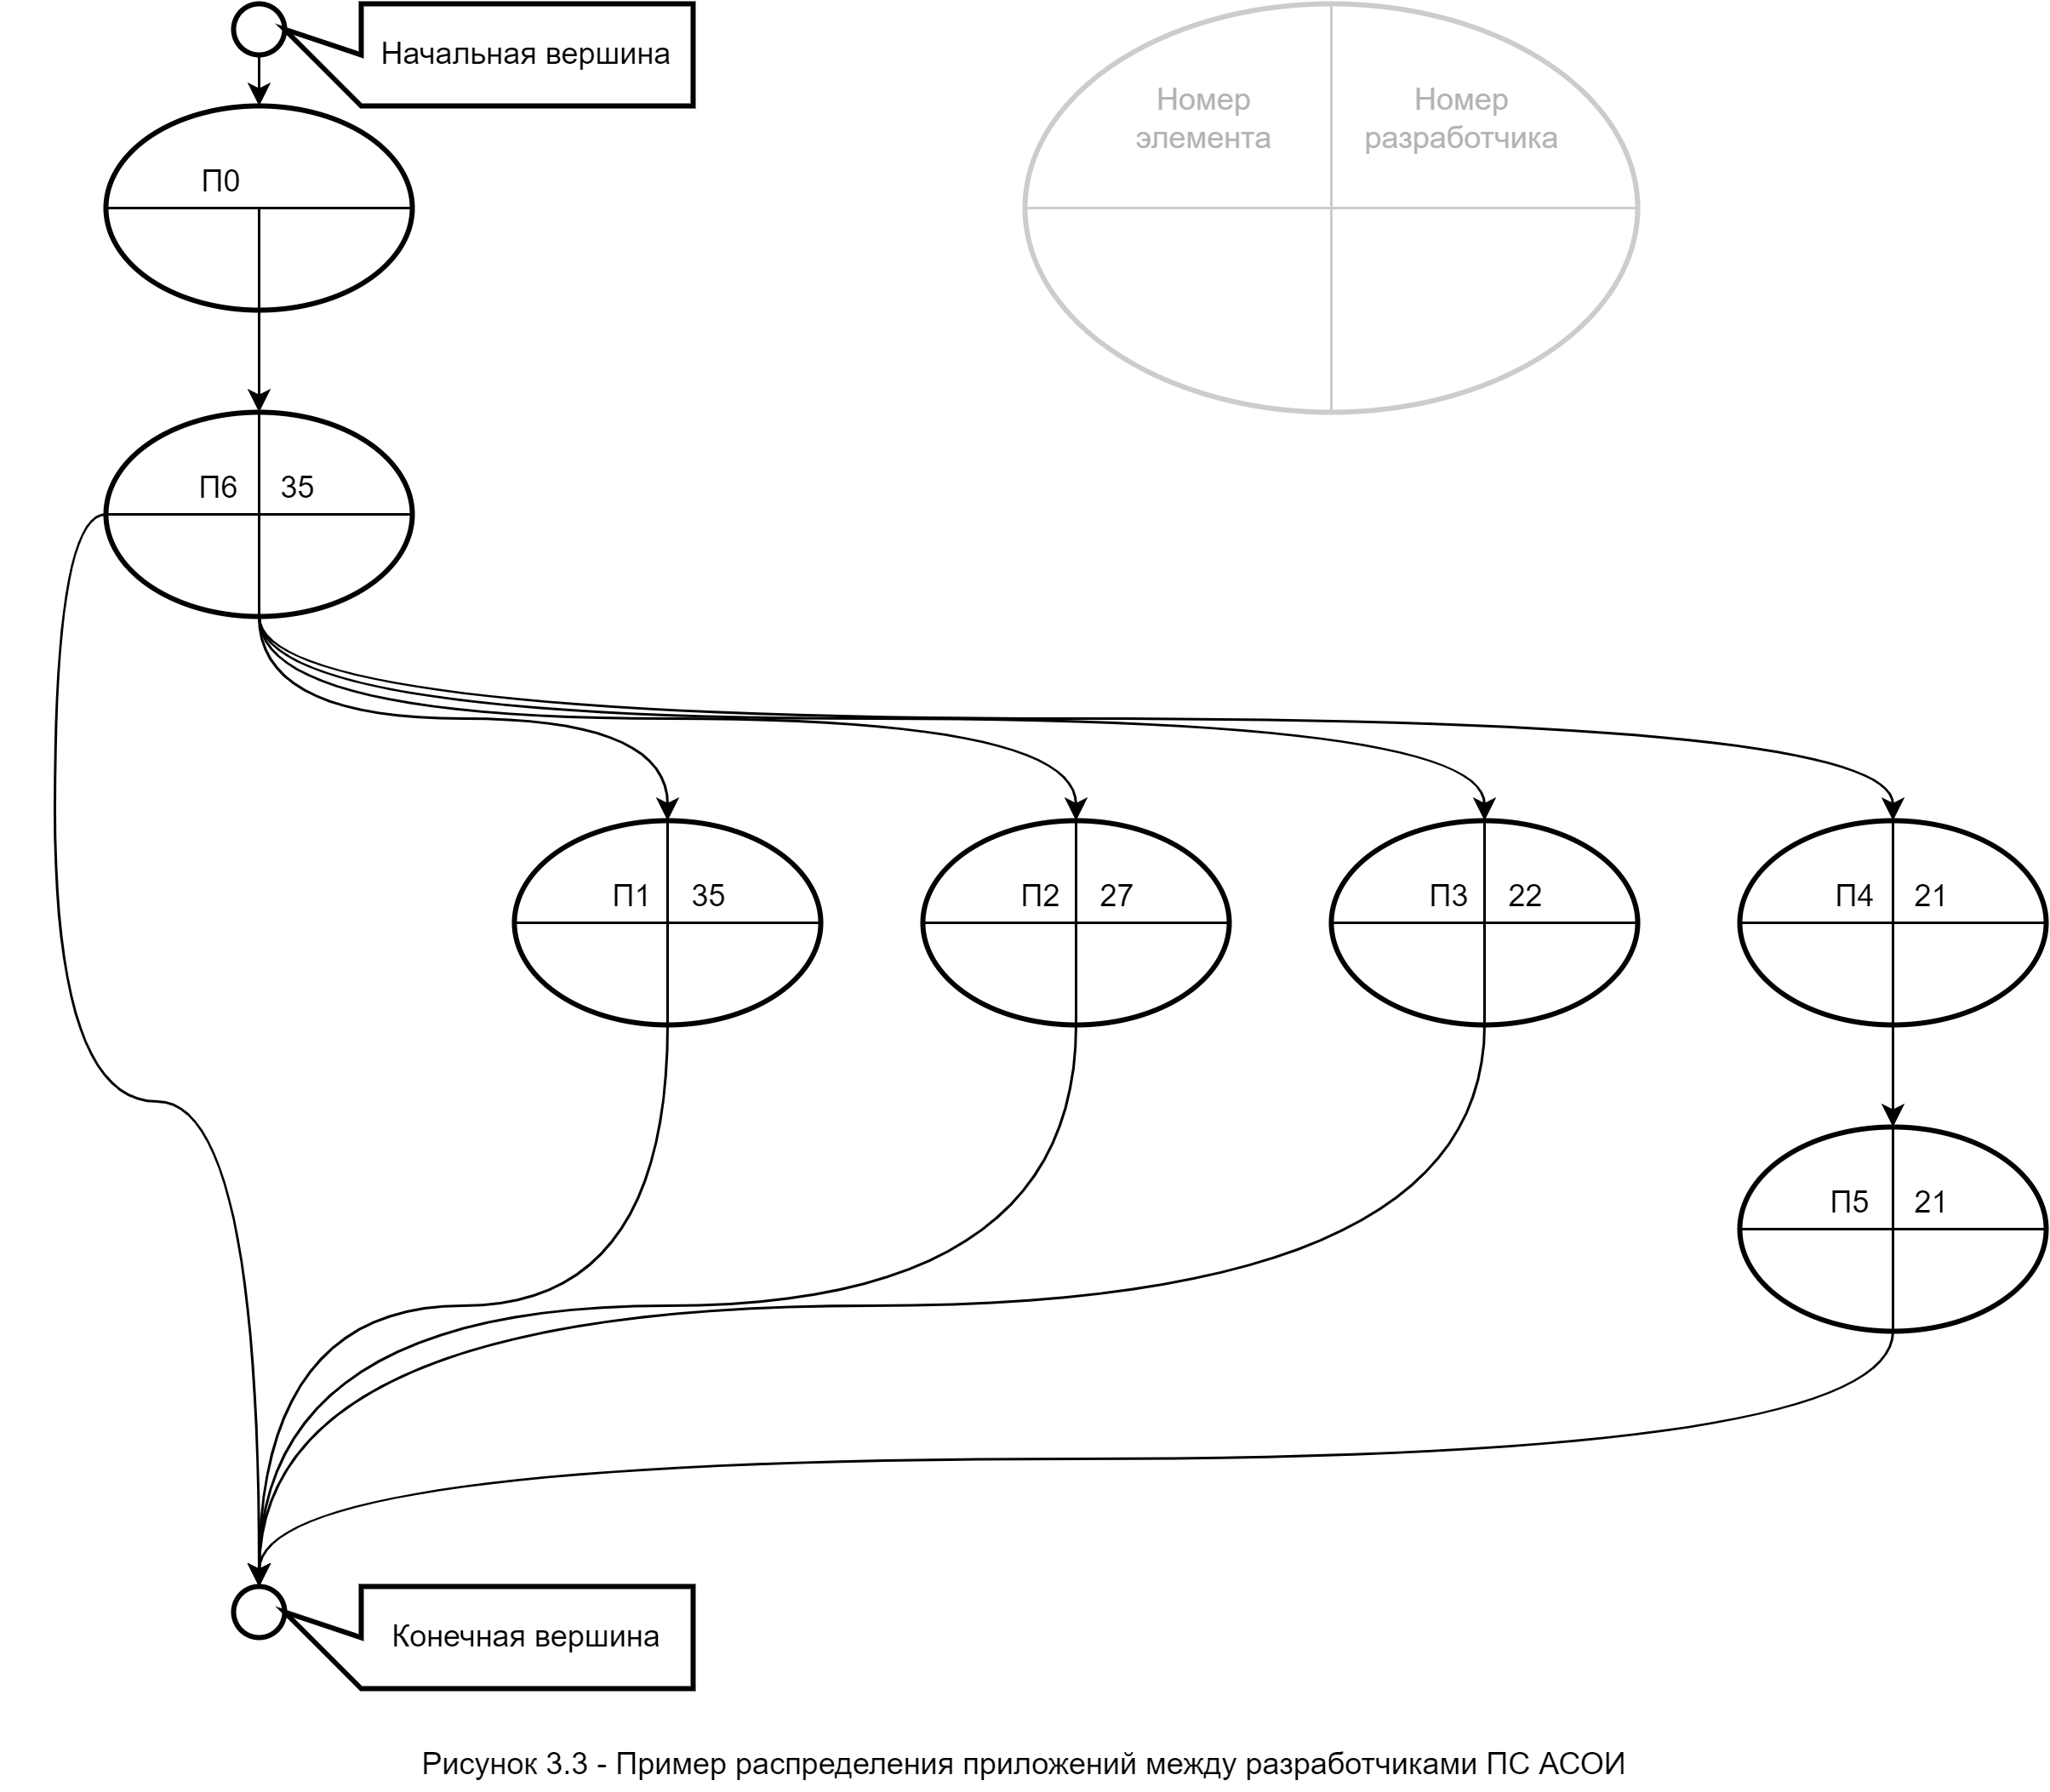 Начальная вершина
Номер
элемента
Номер
разработчика
П0
П6 35
П1 35
П2 27
П3 22
П4 21
П5 21
Конечная вершина
Рисунок 3.3 - Пример распределения приложений между разработчиками ПС АСОИ